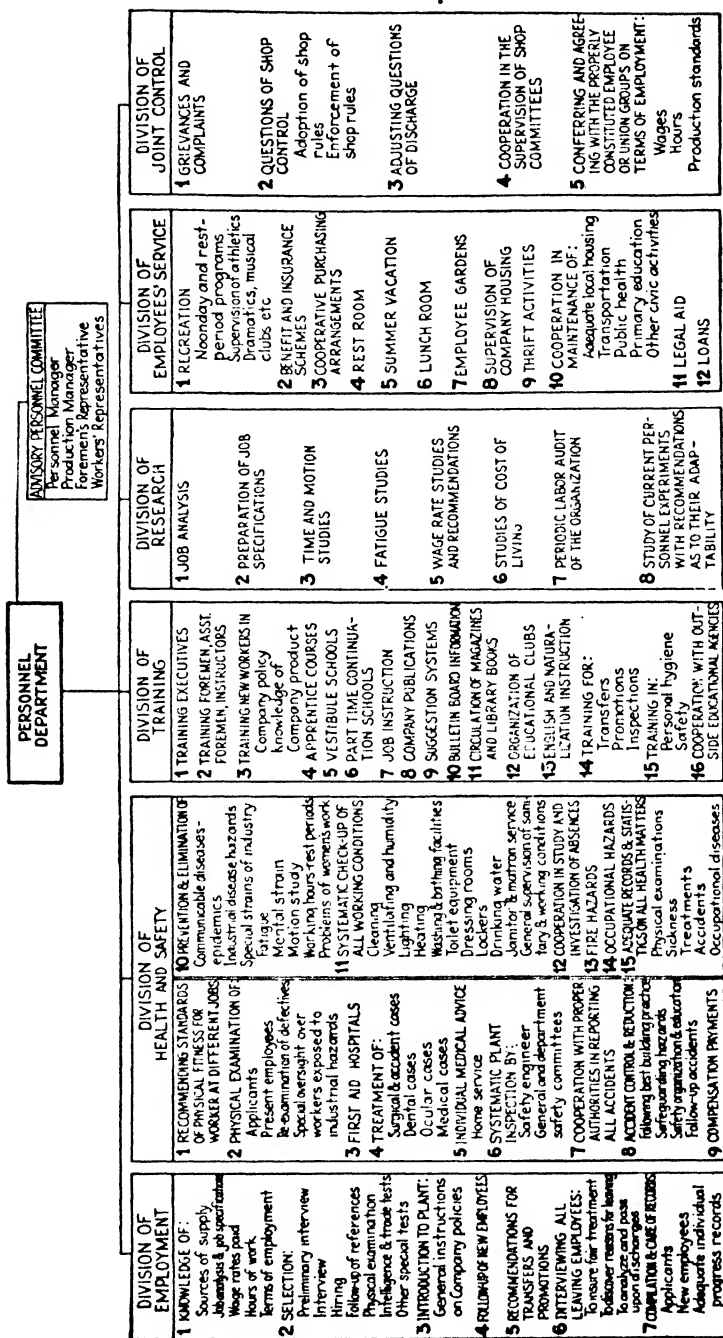 PERSONNEL
DEPARTMENT
ADVISORY PERSONNEL COMMITTEE
Personnel Manager
Production Manager
Foremen's Representative
Workers' Representatives
DIVISION OF
EMPLOYMENT
1 KNOWLEDGE OF:
Sources of supply
Job analysis & job specifications
Wage rates paid
Hours of work
Terms of employment
2 SELECTION:
Preliminary interview
Interview
Hiring
Follow-up of references
Physical examination
Intelligence & trade tests
Other special tests
3 INTRODUCTION TO PLANT:
General instructions
on Company policies
4 FOLLOW-UP OF NEW EMPLOYEES
5 RECOMMENDATIONS FOR
TRANSFERS AND
PROMOTIONS
6 INTERVIEWING ALL
LEAVING EMPLOYEES:
To insure fair treatment
To discover reasons for leaving
To analyze and pass
upon discharges
7 COMPILATION & CARE OF RECORDS
Applicants
New employees
Adequate individual
progress records
DIVISION OF
HEALTH AND SAFETY
1 RECOMMENDING STANDARDS
OF PHYSICAL FITNESS FOR
WORKER AT DIFFERENT JOBS
2 PHYSICAL EXAMINATION OF:
Applicants
Present employees
Re-examination of defectives
Special oversight over
workers exposed to
industrial hazards
3 FIRST AID HOSPITALS
4 TREATMENT OF:
Surgical & accident cases
Dental cases
Ocular cases
Medical cases
5 INDIVIDUAL MEDICAL ADVICE
Home service
6 SYSTEMATIC PLANT
INSPECTION BY:
Safety engineer
General and department
safety committees
7 COOPERATION WITH PROPER
AUTHORITIES IN REPORTING
ALL ACCIDENTS
8 ACCIDENT CONTROL & REDUCTION:
Following best building practice
Safeguarding hazards
Safety organization & education
Follow-up accidents
9 COMPENSATION PAYMENTS
10 PREVENTION & ELIMINATION OF
Communicable diseases-
epidemics
Industrial disease hazards
Special strains of industry
Fatigue
Mental strain
Motion study
Working hours-rest periods
Problems of women's work
11 SYSTEMATIC CHECK-UP OF
ALL WORKING CONDITIONS
Cleaning
Ventilating and humidity
Lighting
Heating
Washing & bathing facilities
Toilet equipment
Dressing rooms
Lockers
Drinking water
Janitor & matron service
General supervision of sani-
tary & working conditions
12 COOPERATION IN STUDY AND
INVESTIGATION OF ABSENCES
13 FIRE HAZARDS
14 OCCUPATIONAL HAZARDS
15 ADEQUATE RECORDS & STATIS-
TICS ON ALL HEALTH MATTERS
Physical examinations
Sickness
Treatments
Accidents
Occupational diseases
DIVISION OF
TRAINING
1 TRAINING EXECUTIVES
2 TRAINING FOREMEN, ASST.
FOREMEN, INSTRUCTORS
3 TRAINING NEW WORKERS IN
Company policy
Knowledge of
Company product
4 APPRENTICE COURSES
5 VESTIBULE SCHOOLS
6 PART TIME CONTINUA-
TION SCHOOLS
7 JOB INSTRUCTION
8 COMPANY PUBLICATIONS
9 SUGGESTION SYSTEMS
10 BULLETIN BOARD INFORMATION
11 CIRCULATION OF MAGAZINES
AND LIBRARY BOOKS
12 ORGANIZATION OF
EDUCATIONAL CLUBS
13 ENGLISH AND NATURA-
LIZATION INSTRUCTION
14 TRAINING FOR:
Transfers
Promotions
Inspections
15 TRAINING IN:
Personal hygiene
Safety
16 COOPERATION WITH OUT-
SIDE EDUCATIONAL AGENCIES
DIVISION OF
RESEARCH
1 JOB ANALYSIS
2 PREPARATION OF JOB
SPECIFICATIONS
3 TIME AND MOTION
STUDIES
4 FATIGUE STUDIES
5 WAGE RATE STUDIES
AND RECOMMENDATIONS
6 STUDIES OF COST OF
LIVING
7 PERIODIC LABOR AUDIT
OF THE ORGANIZATION
8 STUDY OF CURRENT PER-
SONNEL EXPERIMENTS
WITH RECOMMENDATIONS
AS TO THEIR ADAP-
TABILITY
DIVISION OF
EMPLOYEES' SERVICE
1 RECREATION
Noonday and rest-
period programs
Supervision of athletics
Dramatics, musical
clubs etc
2 BENEFIT AND INSURANCE
SCHEMES
3 COOPERATIVE PURCHASING
ARRANGEMENTS
4 REST ROOM
5 SUMMER VACATION
6 LUNCH ROOM
7 EMPLOYEE GARDENS
8 SUPERVISION OF
COMPANY HOUSING
9 THRIFT ACTIVITIES
10 COOPERATION IN
MAINTENANCE OF:
Adequate local housing
Transportation
Public health
Primary education
Other civic activities
11 LEGAL AID
12 LOANS
DIVISION OF
JOINT CONTROL
1 GRIEVANCES AND
COMPLAINTS
2 QUESTIONS OF SHOP
CONTROL
Adoption of shop
rules
Enforcement of
shop rules
3 ADJUSTING QUESTIONS
OF DISCHARGE
4 COOPERATION IN THE
SUPERVISION OF SHOP
COMMITTEES
5 CONFERRING AND AGREE-
ING WITH THE PROPERLY
CONSTITUTED EMPLOYEE
OR UNION GROUPS ON
TERMS OF EMPLOYMENT:
Wages
Hours
Production standards